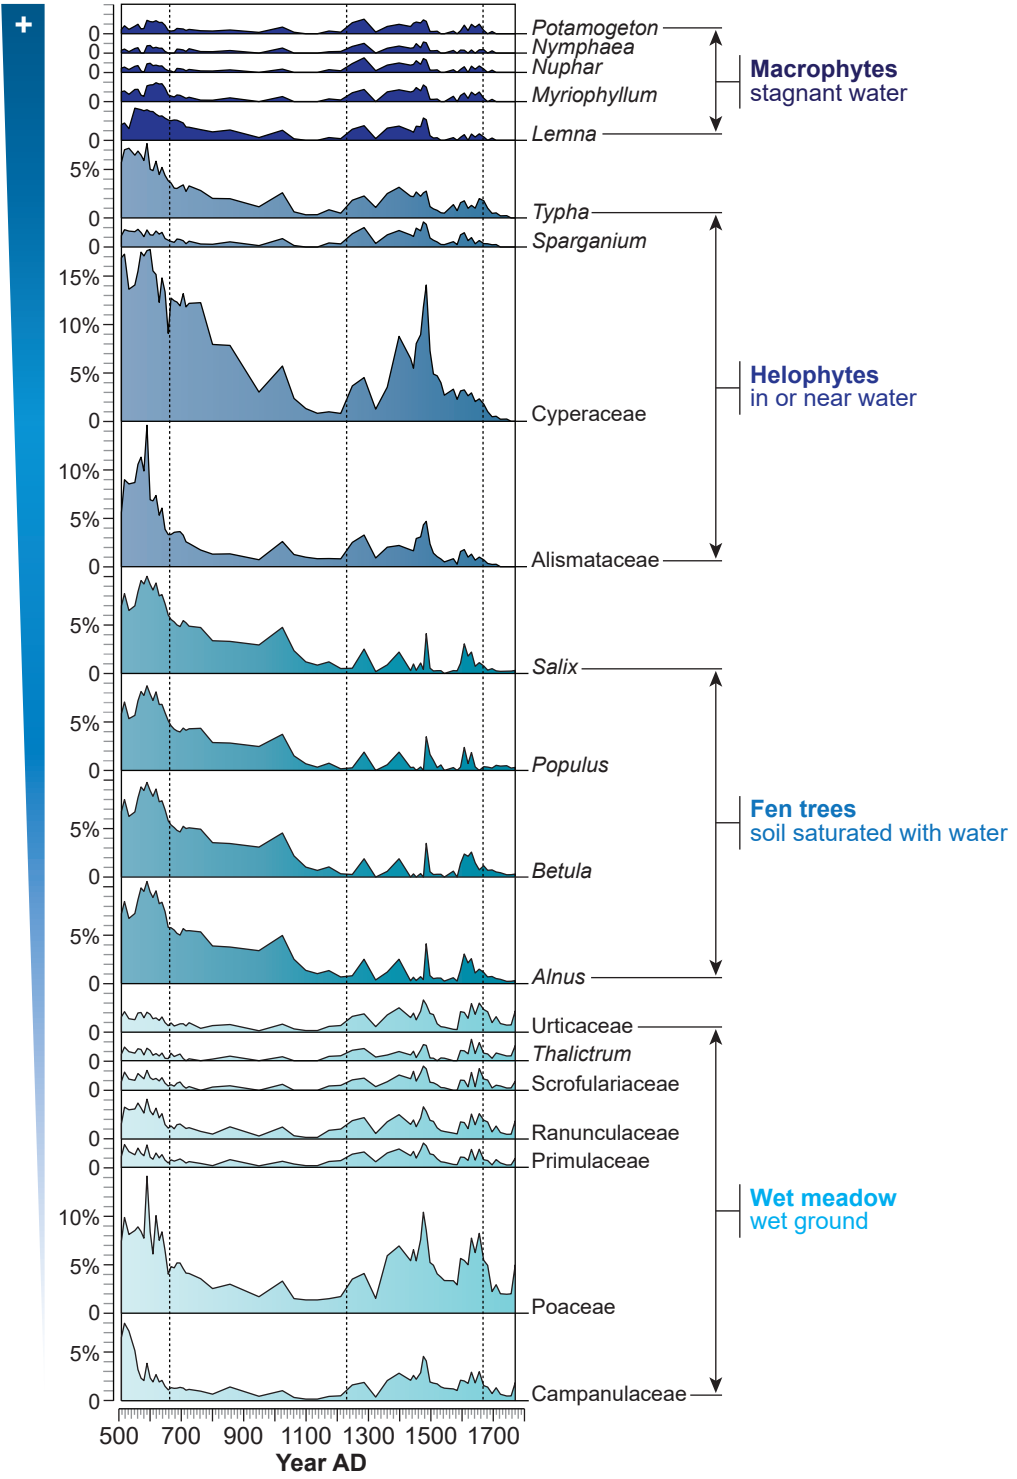 +
0
Potamogeton
0
Nymphaea
0
Nuphar
Macrophytes
stagnant water
0
Myriophyllum
0
Lemna
5%
0
Typha
0
Sparganium
15%
10%
5%
0
Cyperaceae
Helophytes
in or near water
10%
5%
0
Alismataceae
5%
0
Salix
5%
0
Populus
5%
0
Betula
Fen trees
soil saturated with water
5%
0
Alnus
0
Urticaceae
0
Thalictrum
0
Scrofulariaceae
0
Ranunculaceae
0
Primulaceae
10%
5%
0
Poaceae
Wet meadow
wet ground
5%
0
Campanulaceae
500 700 900 1100 1300 1500 1700
Year AD